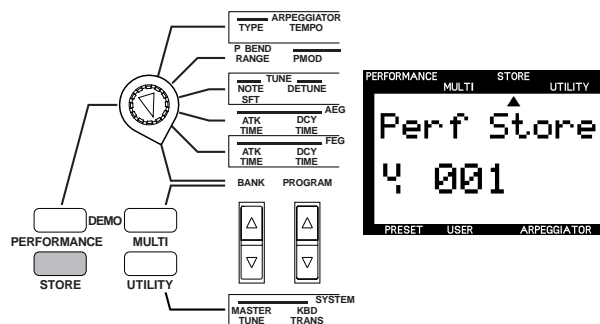 ARPEGGIATOR
TYPE TEMPO
P BEND
RANGE PMOD
TUNE
NOTE DETUNE
SFT
AEG
ATK DCY
TIME TIME
FEG
ATK DCY
TIME TIME
BANK PROGRAM
DEMO
PERFORMANCE MULTI
STORE UTILITY
SYSTEM
MASTER KBD
TUNE TRANS
PERFORMANCE STORE
MULTI UTILITY
Perf Store
001
PRESET USER ARPEGGIATOR